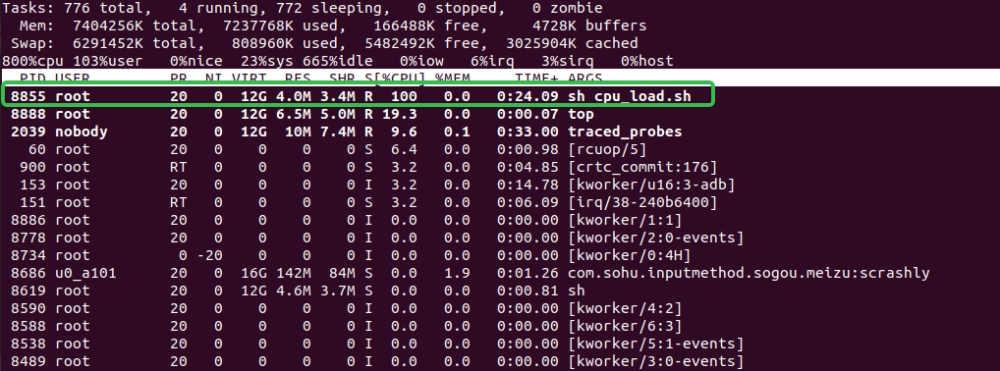 Tasks: 776 total,   4 running, 772 sleeping,   0 stopped,   0 zombie
  Mem:  7404256K total,  7237768K used,   166488K free,     4728K buffers
 Swap:  6291452K total,   808960K used,  5482492K free,  3025904K cached
800%cpu 103%user   0%nice  23%sys 665%idle   0%iow   6%irq   3%sirq   0%host
  PID USER         PR  NI VIRT  RES  SHR S[%CPU] %MEM     TIME+ ARGS
 8855 root         20   0  12G 4.0M 3.4M R  100   0.0   0:24.09 sh cpu_load.sh
 8888 root         20   0  12G 6.5M 5.0M R 19.3   0.0   0:00.07 top
 2039 nobody       20   0  12G  10M 7.4M R  9.6   0.1   0:33.00 traced_probes
   60 root         20   0    0    0    0 S  6.4   0.0   0:00.98 [rcuop/5]
  900 root         RT   0    0    0    0 S  3.2   0.0   0:04.85 [crtc_commit:176]
  153 root         20   0    0    0    0 I  3.2   0.0   0:14.78 [kworker/u16:3-adb]
  151 root         RT   0    0    0    0 S  3.2   0.0   0:06.09 [irq/38-240b6400]
 8886 root         20   0    0    0    0 I  0.0   0.0   0:00.00 [kworker/1:1]
 8778 root         20   0    0    0    0 I  0.0   0.0   0:00.00 [kworker/2:0-events]
 8734 root          0 -20    0    0    0 I  0.0   0.0   0:00.00 [kworker/0:4H]
 8686 u0_a101      20   0  16G 142M  84M S  0.0   1.9   0:01.26 com.sohu.inputmethod.sogou.meizu:scrashly
 8619 root         20   0  12G 4.6M 3.7M S  0.0   0.0   0:00.81 sh
 8590 root         20   0    0    0    0 I  0.0   0.0   0:00.00 [kworker/4:2]
 8588 root         20   0    0    0    0 I  0.0   0.0   0:00.00 [kworker/6:3]
 8538 root         20   0    0    0    0 I  0.0   0.0   0:00.00 [kworker/5:1-events]
 8489 root         20   0    0    0    0 I  0.0   0.0   0:00.00 [kworker/3:0-events]